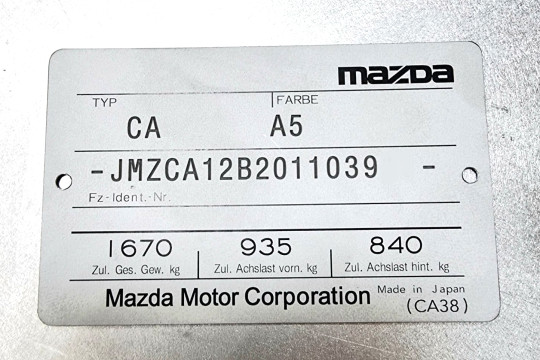 mazda
TYP FARBE
CA A5
-JMZCA12B2011039 -
Fz-Ident.-Nr.
1670 935 840
Zul. Ges. Gew. kg Zul. Achslast vorn. kg Zul. Achslast hint. kg
Mazda Motor Corporation Made in Japan
(CA38)